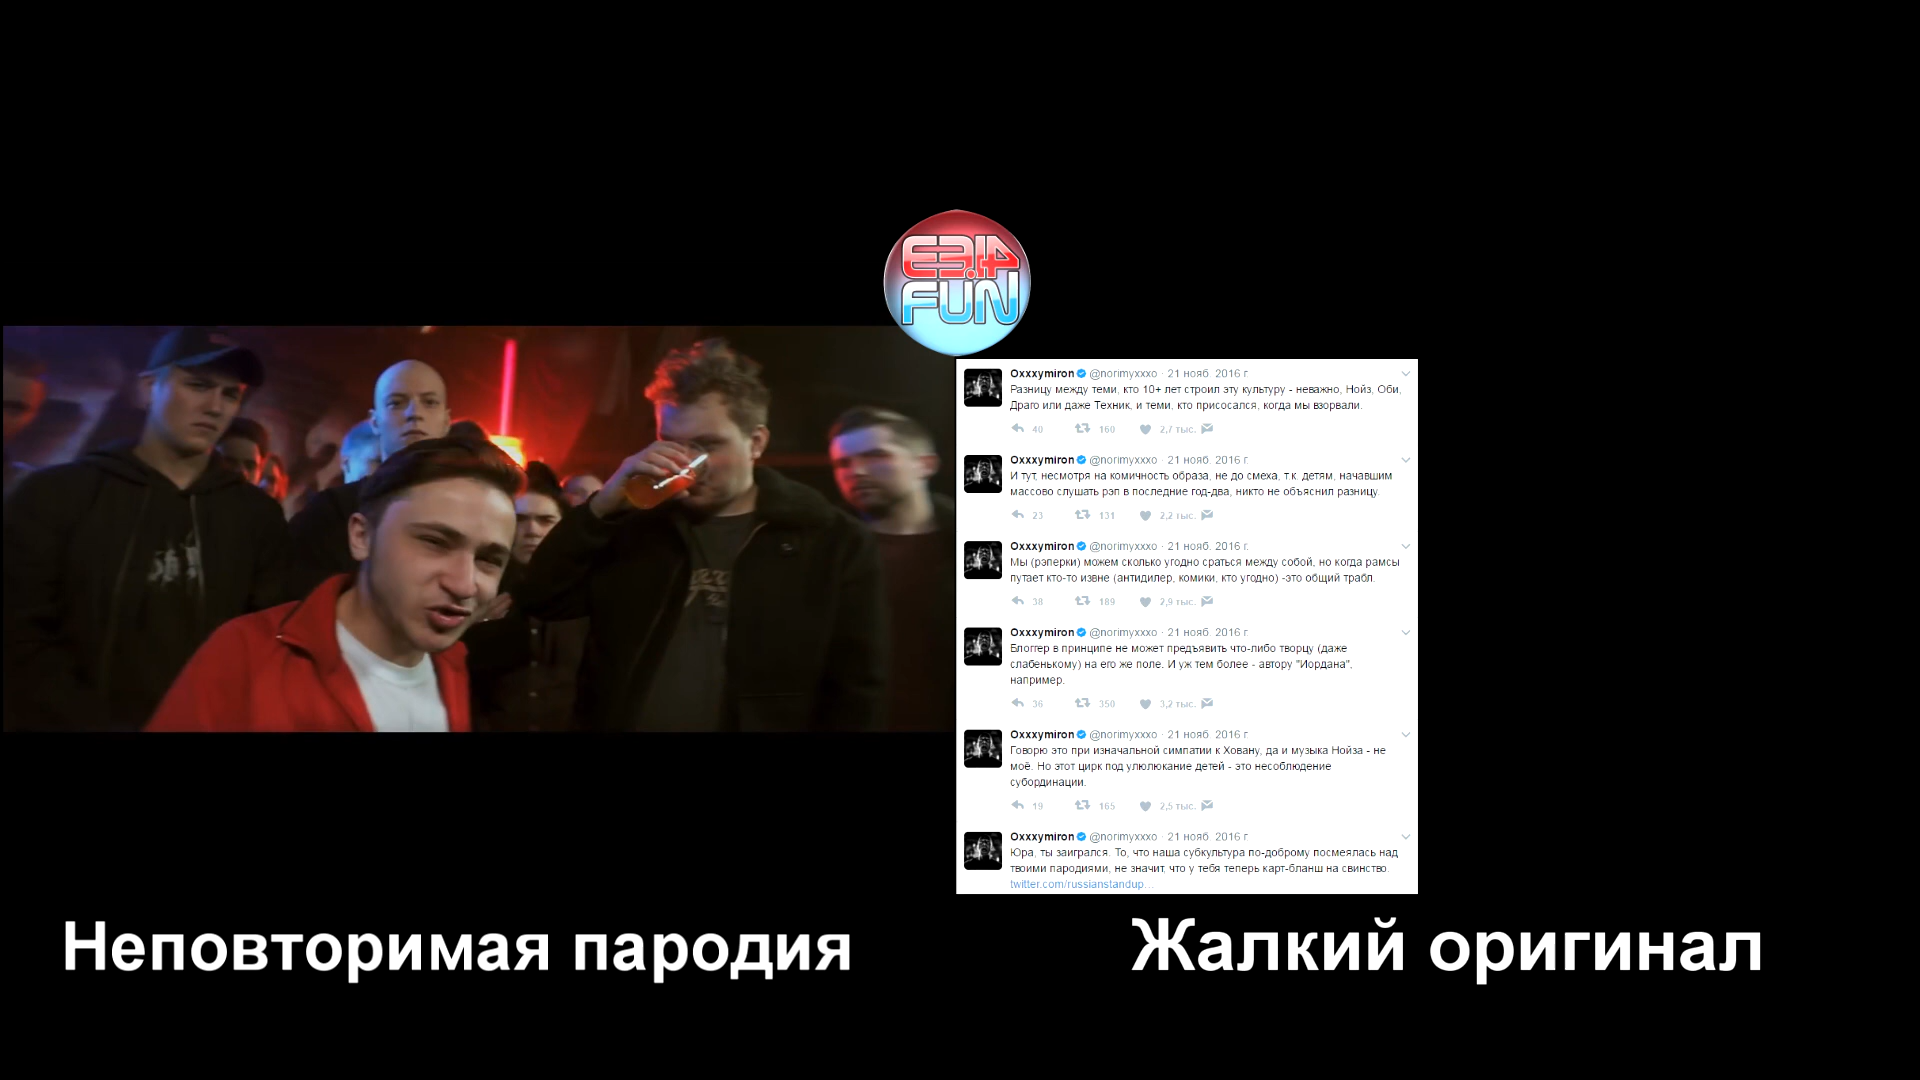 FUN
Oxxxymiron @norimyxxxo · 21 нояб. 2016 г.
Разницу между теми, кто 10+ лет строил эту культуру - неважно, Нойз, Оби,
Драго или даже Техник, и теми, кто присосался, когда мы взорвали.
40 160 2,7 тыс.
Oxxxymiron @norimyxxxo · 21 нояб. 2016 г.
И тут, несмотря на комичность образа, не до смеха, т.к. детям, начавшим
массово слушать рэп в последние год-два, никто не объяснил разницу.
23 131 2,2 тыс.
Oxxxymiron @norimyxxxo · 21 нояб. 2016 г.
Мы (рэперки) можем сколько угодно сраться между собой, но когда рамсы
путает кто-то извне (антидилер, комики, кто угодно) -это общий трабл.
38 189 2,9 тыс.
Oxxxymiron @norimyxxxo · 21 нояб. 2016 г.
Блоггер в принципе не может предъявить что-либо творцу (даже
слабенькому) на его же поле. И уж тем более - автору "Иордана",
например.
36 350 3,2 тыс.
Oxxxymiron @norimyxxxo · 21 нояб. 2016 г.
Говорю это при изначальной симпатии к Ховану, да и музыка Нойза - не
моё. Но этот цирк под улюлюкание детей - это несоблюдение
субординации.
19 165 2,5 тыс.
Oxxxymiron @norimyxxxo · 21 нояб. 2016 г.
Юра, ты заигрался. То, что наша субкультура по-доброму посмеялась над
твоими пародиями, не значит, что у тебя теперь карт-бланш на свинство.
twitter.com/russianstandup...
Неповторимая пародия
Жалкий оригинал